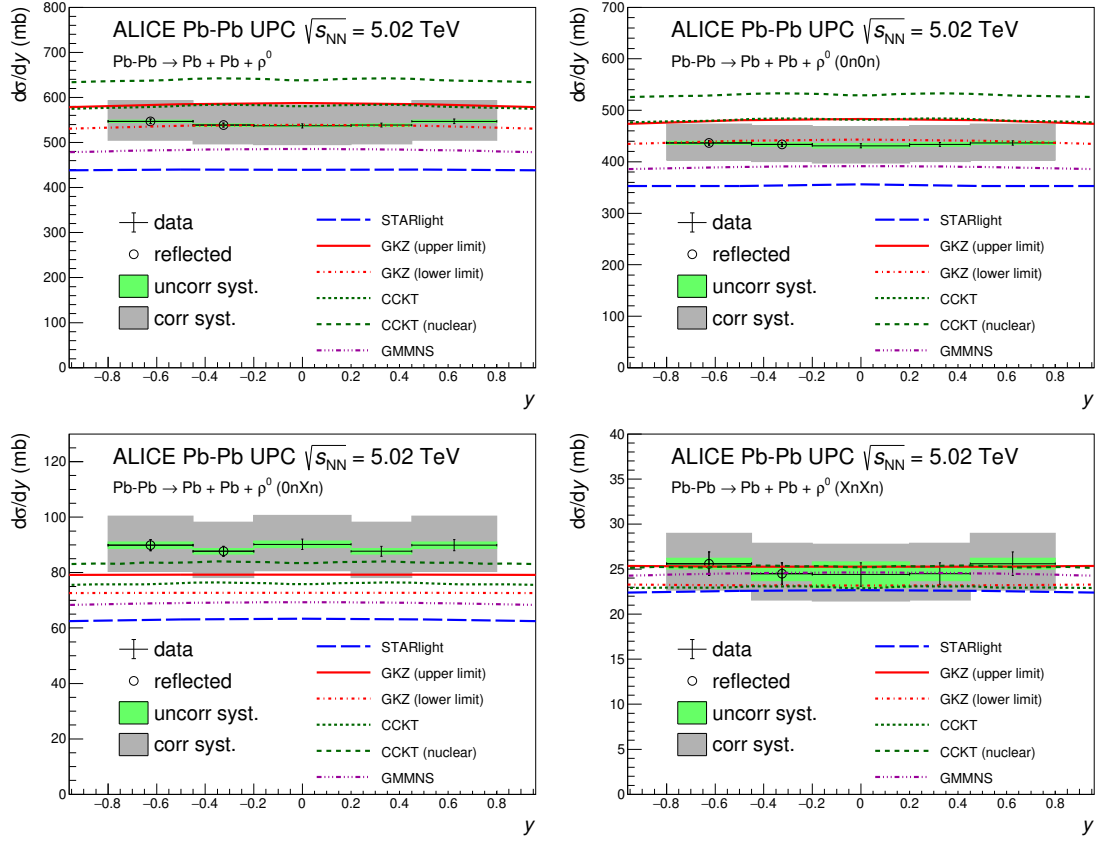 ALICE Pb-Pb UPC √sNN = 5.02 TeV
Pb-Pb → Pb + Pb + ρ0
dσ/dy (mb)
800
700
600
500
400
300
200
100
0
data
reflected
uncorr syst.
corr syst.
STARlight
GKZ (upper limit)
GKZ (lower limit)
CCKT
CCKT (nuclear)
GMMNS
−0.8 −0.6 −0.4 −0.2 0 0.2 0.4 0.6 0.8
y
ALICE Pb-Pb UPC √sNN = 5.02 TeV
Pb-Pb → Pb + Pb + ρ0 (0n0n)
dσ/dy (mb)
700
600
500
400
300
200
100
0
data
reflected
uncorr syst.
corr syst.
STARlight
GKZ (upper limit)
GKZ (lower limit)
CCKT
CCKT (nuclear)
GMMNS
−0.8 −0.6 −0.4 −0.2 0 0.2 0.4 0.6 0.8
y
ALICE Pb-Pb UPC √sNN = 5.02 TeV
Pb-Pb → Pb + Pb + ρ0 (0nXn)
dσ/dy (mb)
120
100
80
60
40
20
0
data
reflected
uncorr syst.
corr syst.
STARlight
GKZ (upper limit)
GKZ (lower limit)
CCKT
CCKT (nuclear)
GMMNS
−0.8 −0.6 −0.4 −0.2 0 0.2 0.4 0.6 0.8
y
ALICE Pb-Pb UPC √sNN = 5.02 TeV
Pb-Pb → Pb + Pb + ρ0 (XnXn)
dσ/dy (mb)
40
35
30
25
20
15
10
5
0
data
reflected
uncorr syst.
corr syst.
STARlight
GKZ (upper limit)
GKZ (lower limit)
CCKT
CCKT (nuclear)
GMMNS
−0.8 −0.6 −0.4 −0.2 0 0.2 0.4 0.6 0.8
y